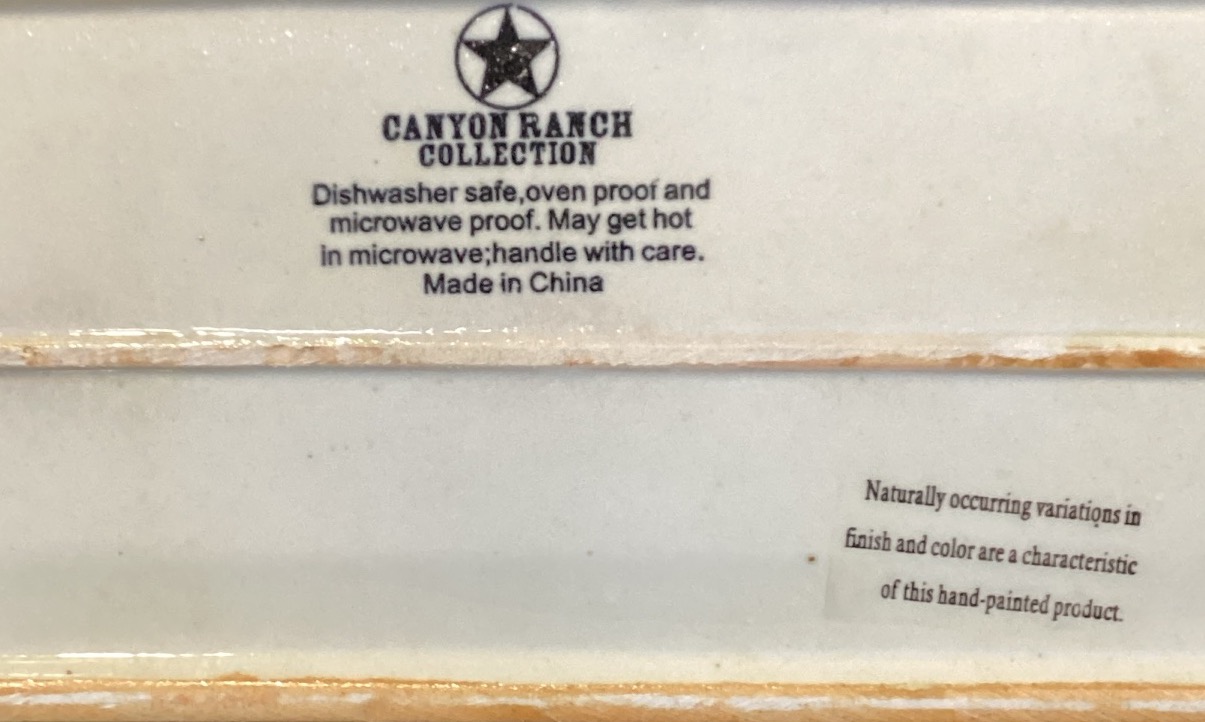 CANYON RANCH
COLLECTION
Dishwasher safe,oven proof and
microwave proof. May get hot
in microwave;handle with care.
Made in China
Naturally occurring variations in
finish and color are a characteristic
of this hand-painted product.